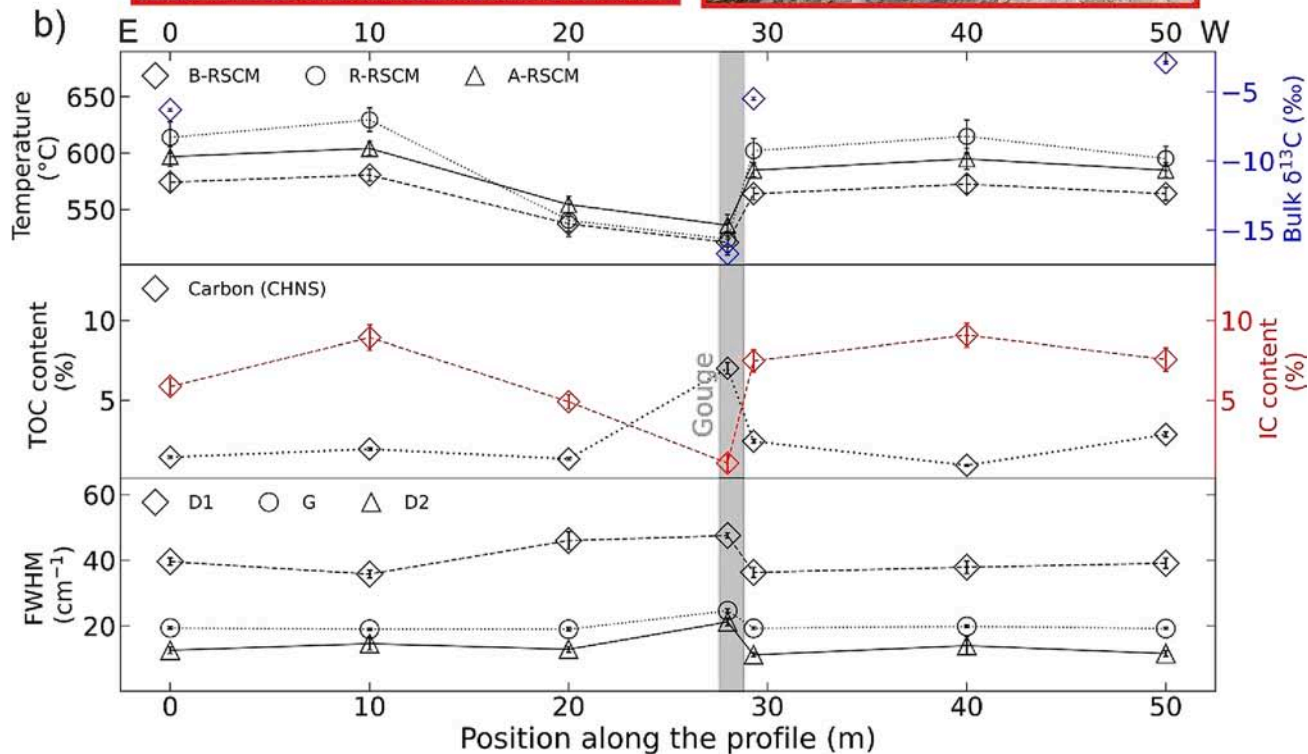 b) E 0 10 20 30 40 50 W
B-RSCM R-RSCM A-RSCM
650
600
550
Temperature
(°C)
−5
−10
−15
Bulk δ¹³C (‰)
Carbon (CHNS)
10
5
TOC content
(%)
Gouge
10
5
IC content
(%)
D1 G D2
60
40
20
FWHM
(cm⁻¹)
0 10 20 30 40 50
Position along the profile (m)